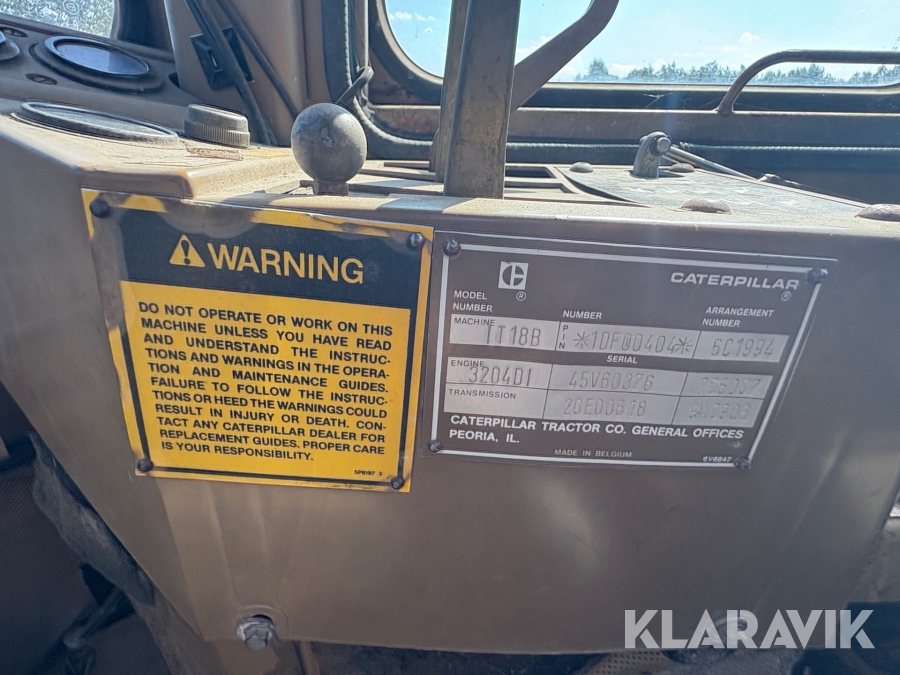 WARNING
DO NOT OPERATE OR WORK ON THIS
MACHINE UNLESS YOU HAVE READ
AND UNDERSTAND THE INSTRUC-
TIONS AND WARNINGS IN THE OPERA-
TION AND MAINTENANCE GUIDES.
FAILURE TO FOLLOW THE INSTRUC-
TIONS OR HEED THE WARNINGS COULD
RESULT IN INJURY OR DEATH. CON-
TACT ANY CATERPILLAR DEALER FOR
REPLACEMENT GUIDES. PROPER CARE
IS YOUR RESPONSIBILITY.
5P8197 3
CATERPILLAR ®
®
MODEL NUMBER
NUMBER
ARRANGEMENT NUMBER
MACHINE IT18B PIN *1DF00404* 6C1994
SERIAL
ENGINE 3204DI 45V60376
TRANSMISSION
CATERPILLAR TRACTOR CO. GENERAL OFFICES
PEORIA, IL.
MADE IN BELGIUM
6V6847
KLARAVIK